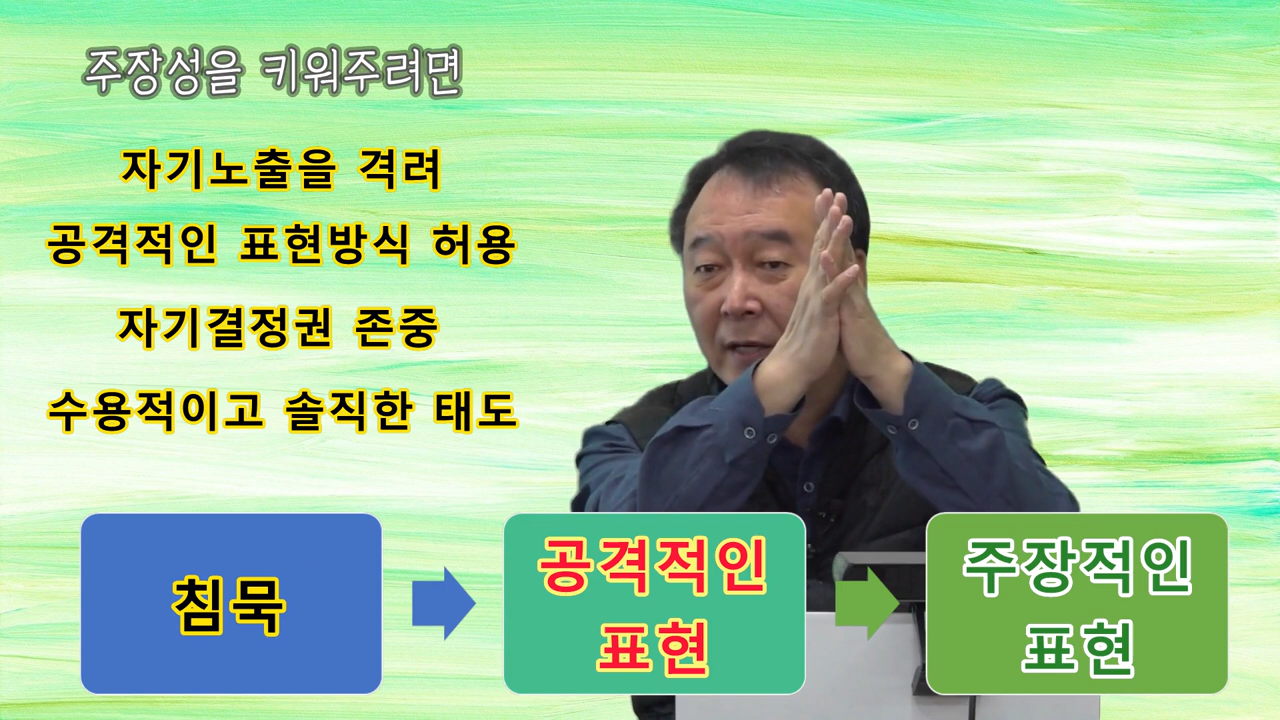 주장성을 키워주려면
자기노출을 격려
공격적인 표현방식 허용
자기결정권 존중
수용적이고 솔직한 태도
침묵
공격적인
표현
주장적인
표현